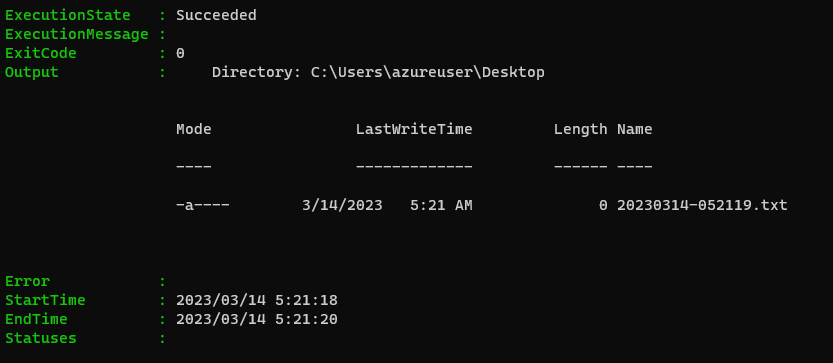 ExecutionState   : Succeeded
ExecutionMessage :
ExitCode         : 0
Output           :     Directory: C:\Users\azureuser\Desktop
Mode                LastWriteTime         Length Name
----                -------------         ------ ----
-a----        3/14/2023   5:21 AM              0 20230314-052119.txt
Error            :
StartTime        : 2023/03/14 5:21:18
EndTime          : 2023/03/14 5:21:20
Statuses         :